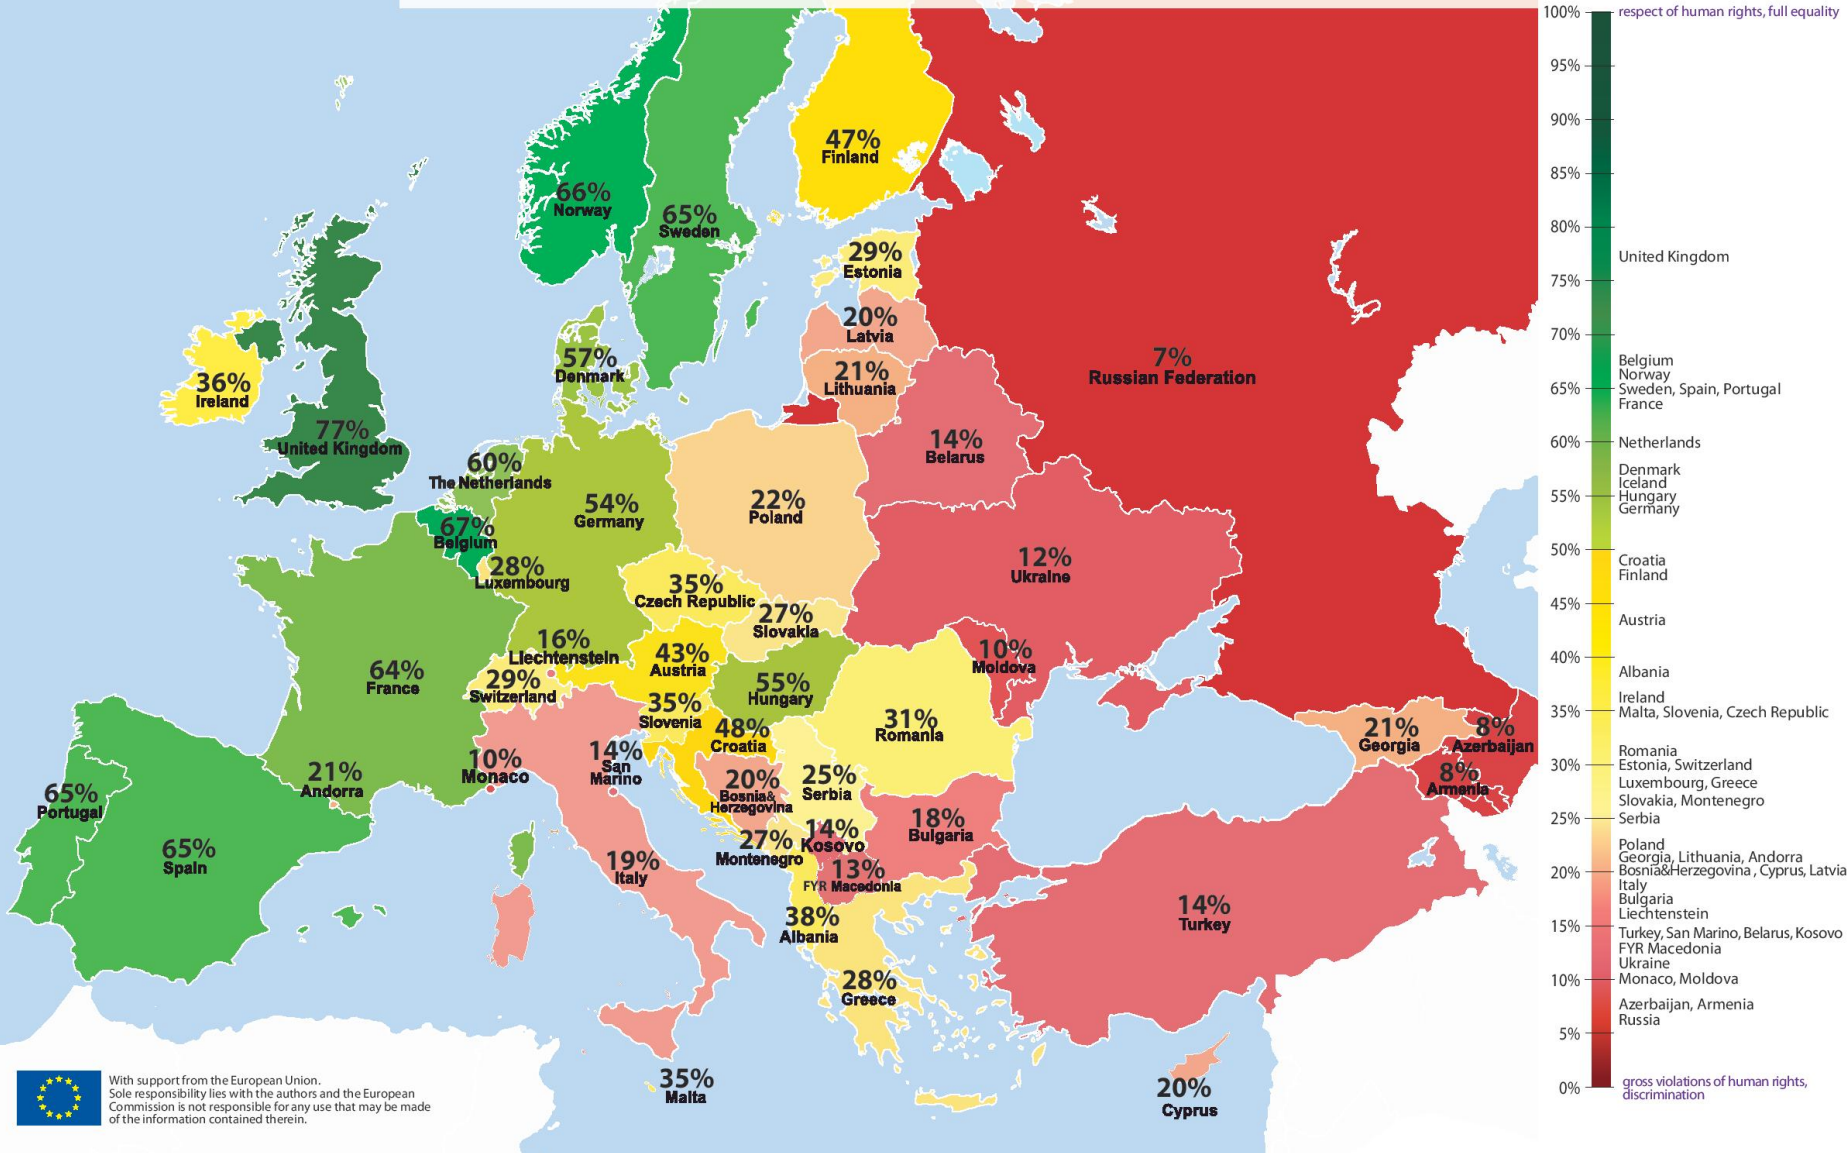 47%
Finland
66%
Norway
65%
Sweden
29%
Estonia
20%
Latvia
21%
Lithuania
57%
Denmark
36%
Ireland
77%
United Kingdom
7%
Russian Federation
14%
Belarus
60%
The Netherlands
54%
Germany
22%
Poland
67%
Belgium
28%
Luxembourg
12%
Ukraine
35%
Czech Republic
27%
Slovakia
16%
Liechtenstein
43%
Austria
10%
Moldova
64%
France
29%
Switzerland
55%
Hungary
35%
Slovenia
48%
Croatia
31%
Romania
21%
Georgia
8%
Azerbaijan
8%
Armenia
10%
Monaco
14%
San
Marino
21%
Andorra
20%
Bosnia&
Herzegovina
25%
Serbia
65%
Portugal
65%
Spain
18%
Bulgaria
14%
Kosovo
27%
Montenegro
13%
FYR Macedonia
19%
Italy
38%
Albania
14%
Turkey
28%
Greece
35%
Malta
20%
Cyprus
With support from the European Union.
Sole responsibility lies with the authors and the European
Commission is not responsible for any use that may be made
of the information contained therein.
100%
respect of human rights, full equality
95%
90%
85%
80%
United Kingdom
75%
70%
Belgium
Norway
65%
Sweden, Spain, Portugal
France
60%
Netherlands
Denmark
Iceland
55%
Hungary
Germany
50%
Croatia
Finland
45%
Austria
40%
Albania
Ireland
35%
Malta, Slovenia, Czech Republic
Romania
30%
Estonia, Switzerland
Luxembourg, Greece
Slovakia, Montenegro
25%
Serbia
Poland
Georgia, Lithuania, Andorra
20%
Bosnia&Herzegovina , Cyprus, Latvia
Italy
Bulgaria
Liechtenstein
15%
Turkey, San Marino, Belarus, Kosovo
FYR Macedonia
Ukraine
10%
Monaco, Moldova
Azerbaijan, Armenia
Russia
5%
0%
gross violations of human rights,
discrimination